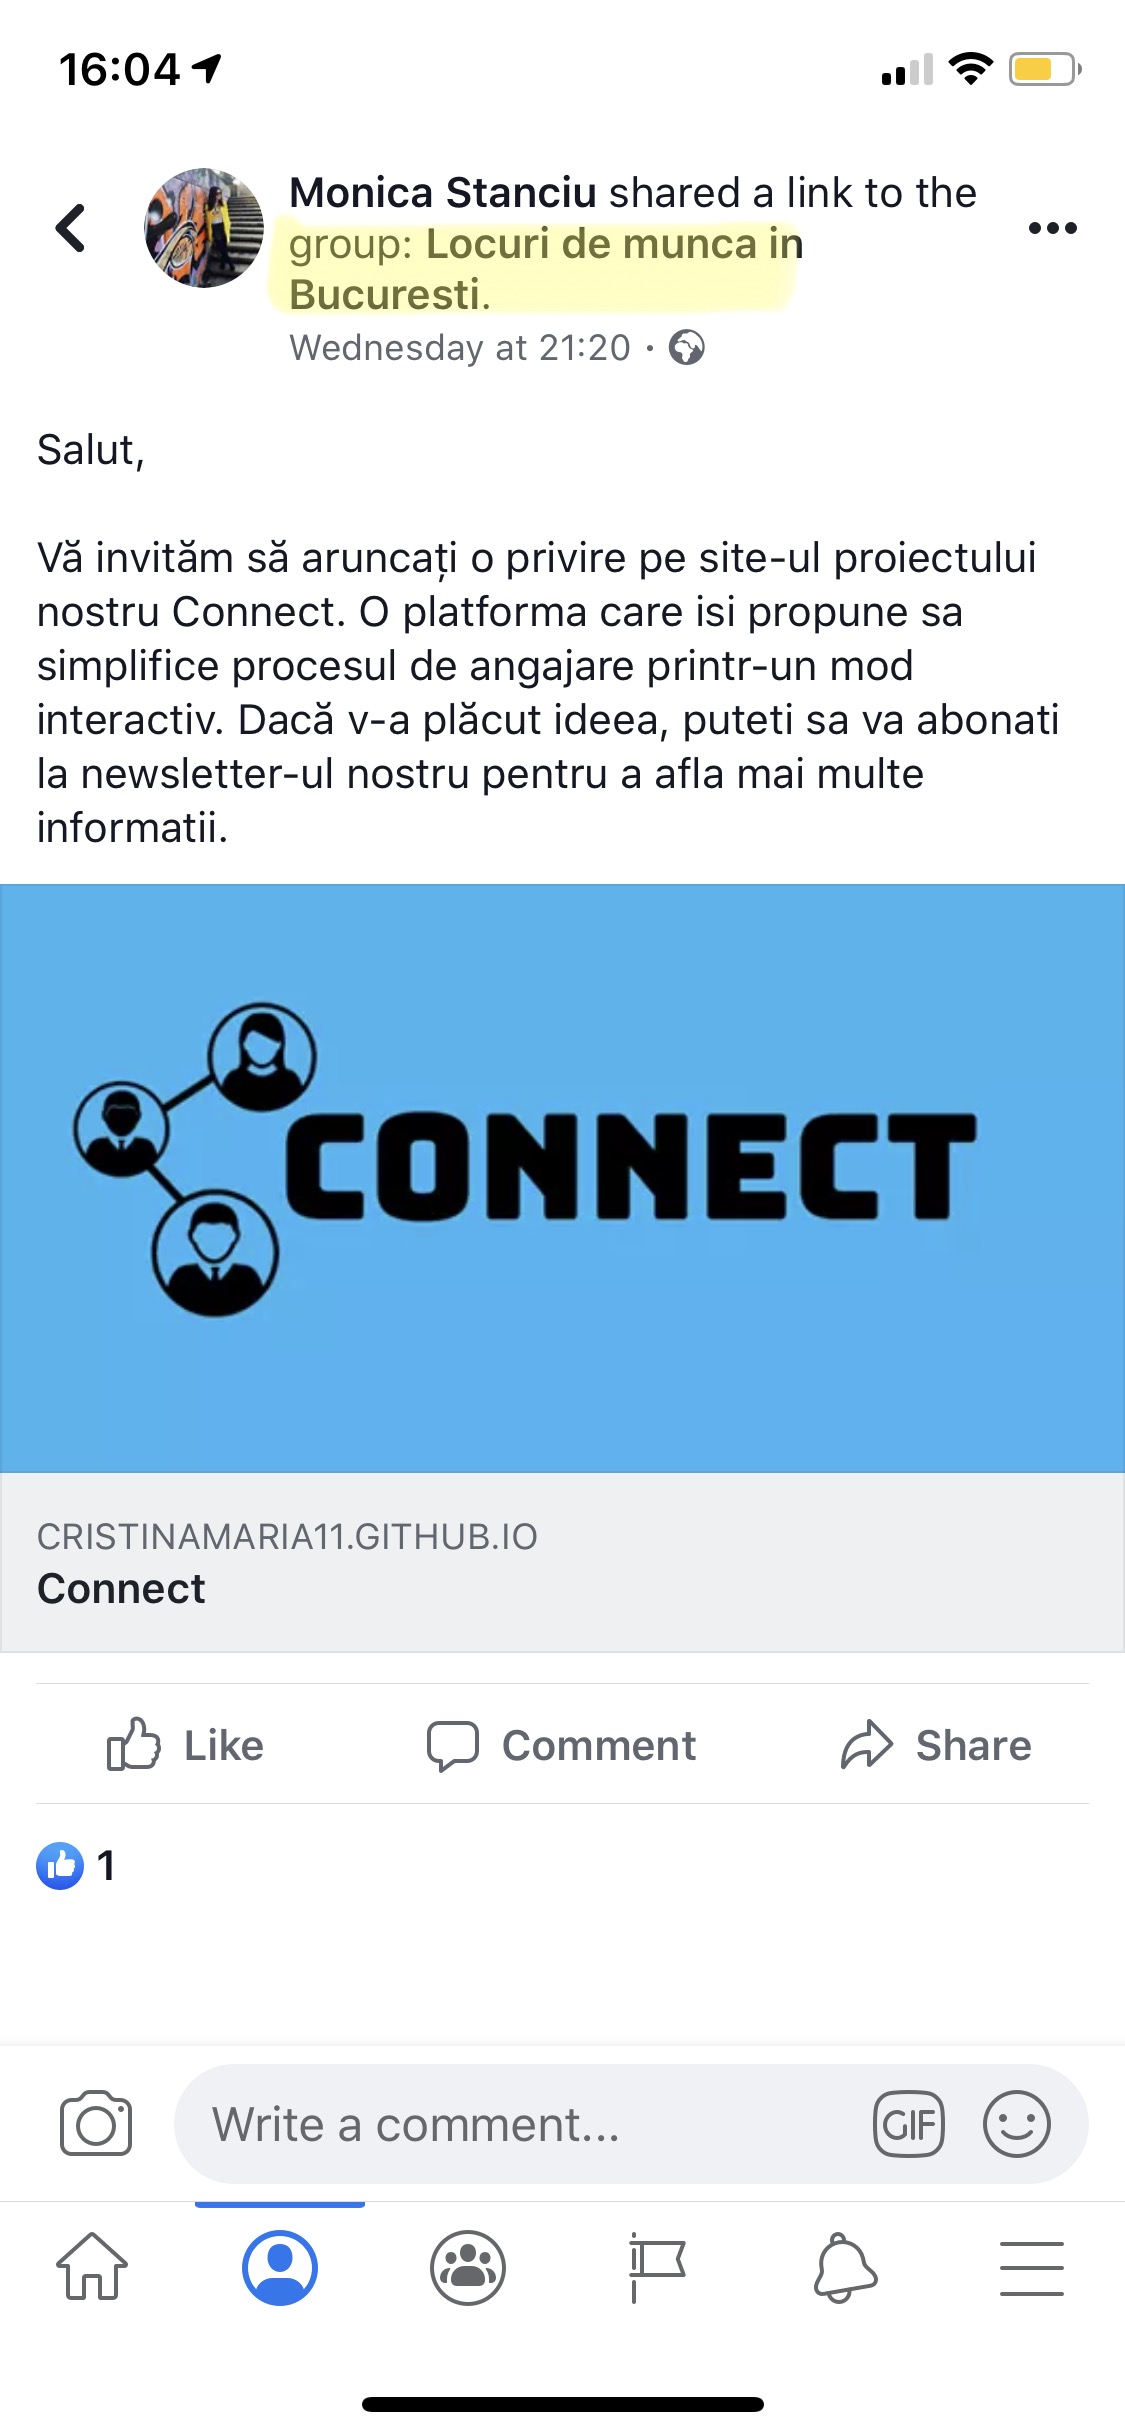 16:04
Monica Stanciu shared a link to the
group: Locuri de munca in
Bucuresti.
Wednesday at 21:20 ·
Salut,
Vă invităm să aruncați o privire pe site-ul proiectului
nostru Connect. O platforma care isi propune sa
simplifice procesul de angajare printr-un mod
interactiv. Dacă v-a plăcut ideea, puteti sa va abonati
la newsletter-ul nostru pentru a afla mai multe
informatii.
CONNECT
CRISTINAMARIA11.GITHUB.IO
Connect
Like
Comment
Share
1
Write a comment...
GIF